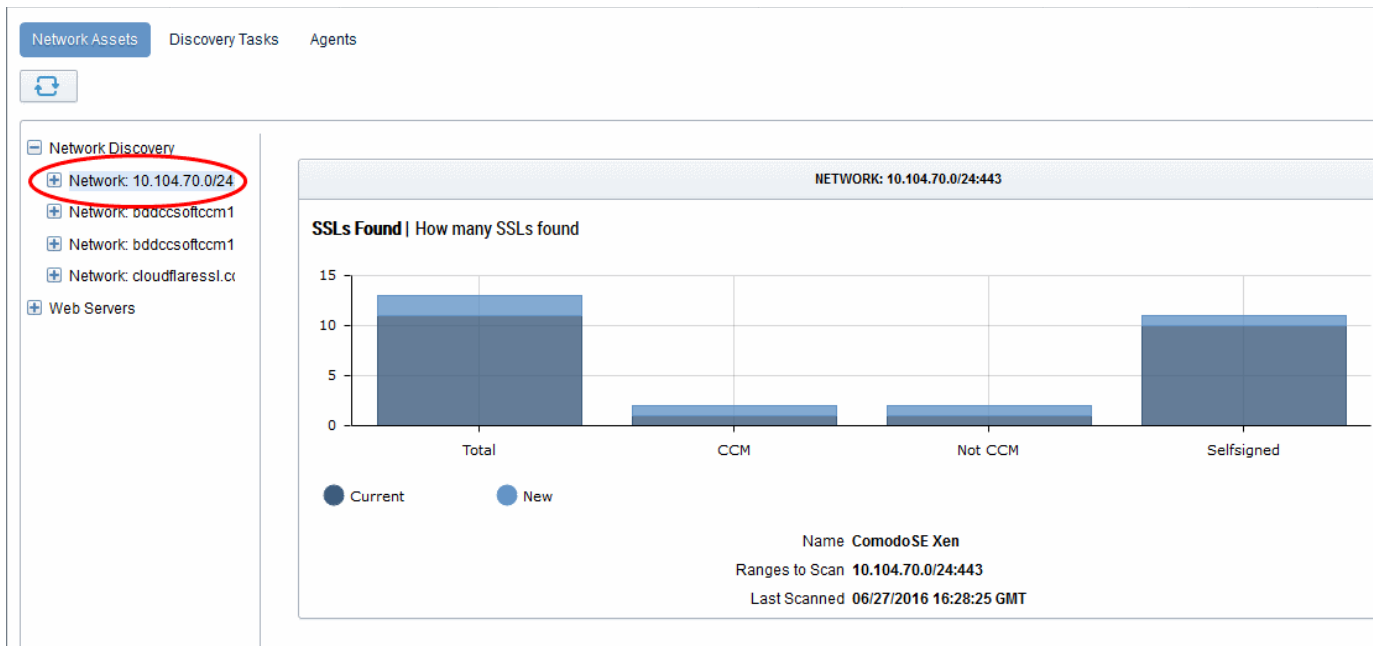 Network Assets Discovery Tasks Agents
Network Discovery
Network: 10.104.70.0/24
Network: bddccsoftccm1
Network: bddccsoftccm1
Network: cloudflaressl.co
Web Servers
NETWORK: 10.104.70.0/24:443
SSLs Found | How many SSLs found
15
10
5
0
Total CCM Not CCM Selfsigned
Current New
Name ComodoSE Xen
Ranges to Scan 10.104.70.0/24:443
Last Scanned 06/27/2016 16:28:25 GMT